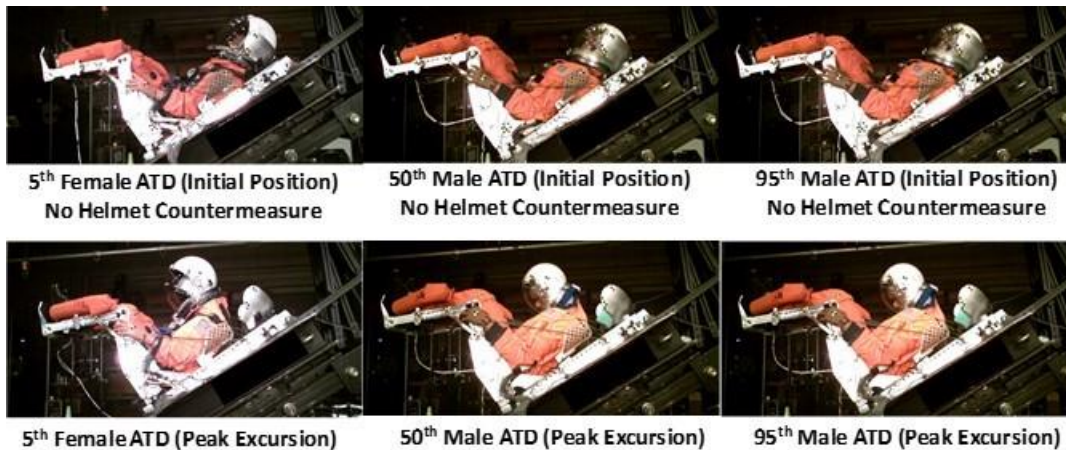 5th Female ATD (Initial Position)
No Helmet Countermeasure
50th Male ATD (Initial Position)
No Helmet Countermeasure
95th Male ATD (Initial Position)
No Helmet Countermeasure
5th Female ATD (Peak Excursion)
50th Male ATD (Peak Excursion)
95th Male ATD (Peak Excursion)